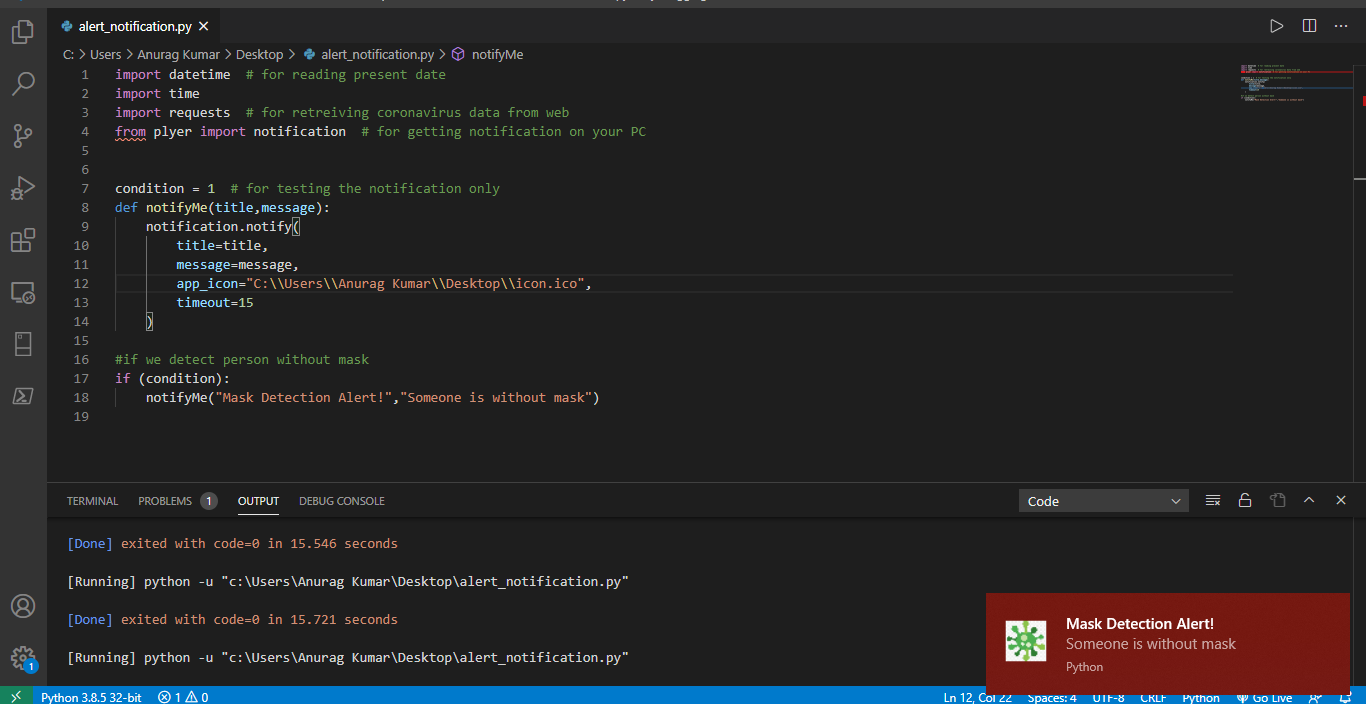 alert_notification.py
C: > Users > Anurag Kumar > Desktop > alert_notification.py > notifyMe
1 import datetime  # for reading present date
2 import time
3 import requests  # for retreiving coronavirus data from web
4 from plyer import notification  # for getting notification on your PC
5
6
7 condition = 1  # for testing the notification only
8 def notifyMe(title,message):
9     notification.notify(
10         title=title,
11         message=message,
12         app_icon="C:\\Users\\Anurag Kumar\\Desktop\\icon.ico",
13         timeout=15
14     )
15
16 #if we detect person without mask
17 if (condition):
18     notifyMe("Mask Detection Alert!","Someone is without mask")
19
TERMINAL PROBLEMS 1 OUTPUT DEBUG CONSOLE Code
[Done] exited with code=0 in 15.546 seconds
[Running] python -u "c:\Users\Anurag Kumar\Desktop\alert_notification.py"
[Done] exited with code=0 in 15.721 seconds
[Running] python -u "c:\Users\Anurag Kumar\Desktop\alert_notification.py"
Mask Detection Alert!
Someone is without mask
Python
1
Python 3.8.5 32-bit 1 0 Ln 12, Col 22 Spaces: 4 UTF-8 CRLF Python Go Live